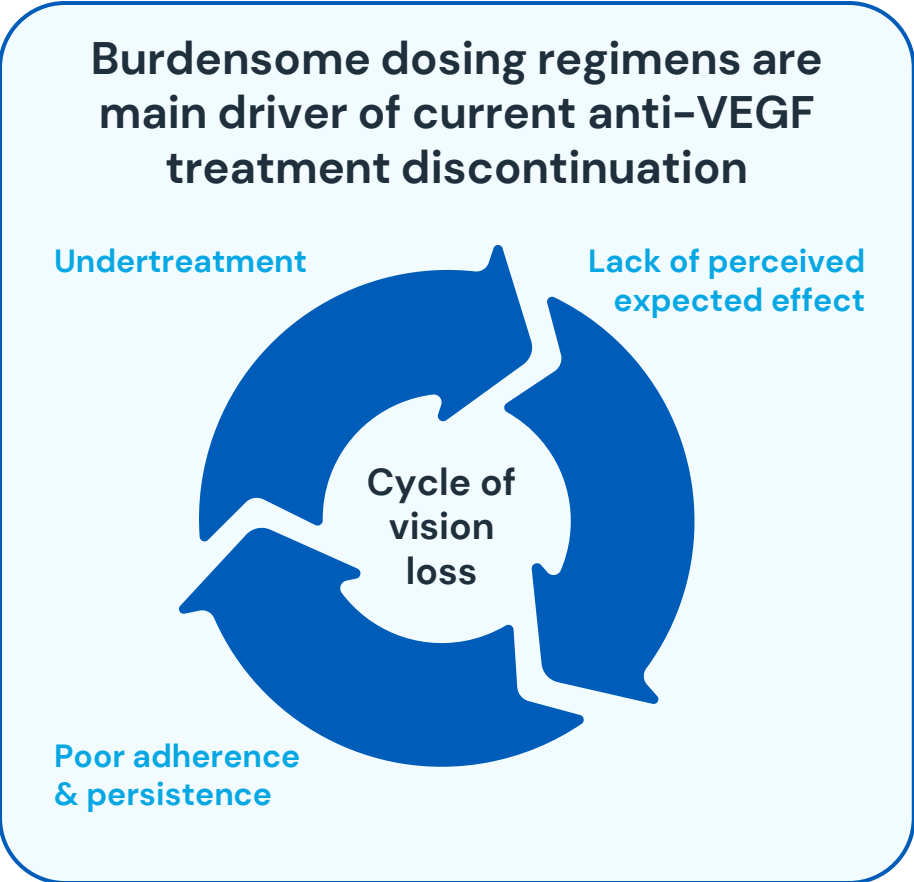 Burdensome dosing regimens are
main driver of current anti-VEGF
treatment discontinuation
Undertreatment
Lack of perceived
expected effect
Cycle of
vision
loss
Poor adherence
& persistence